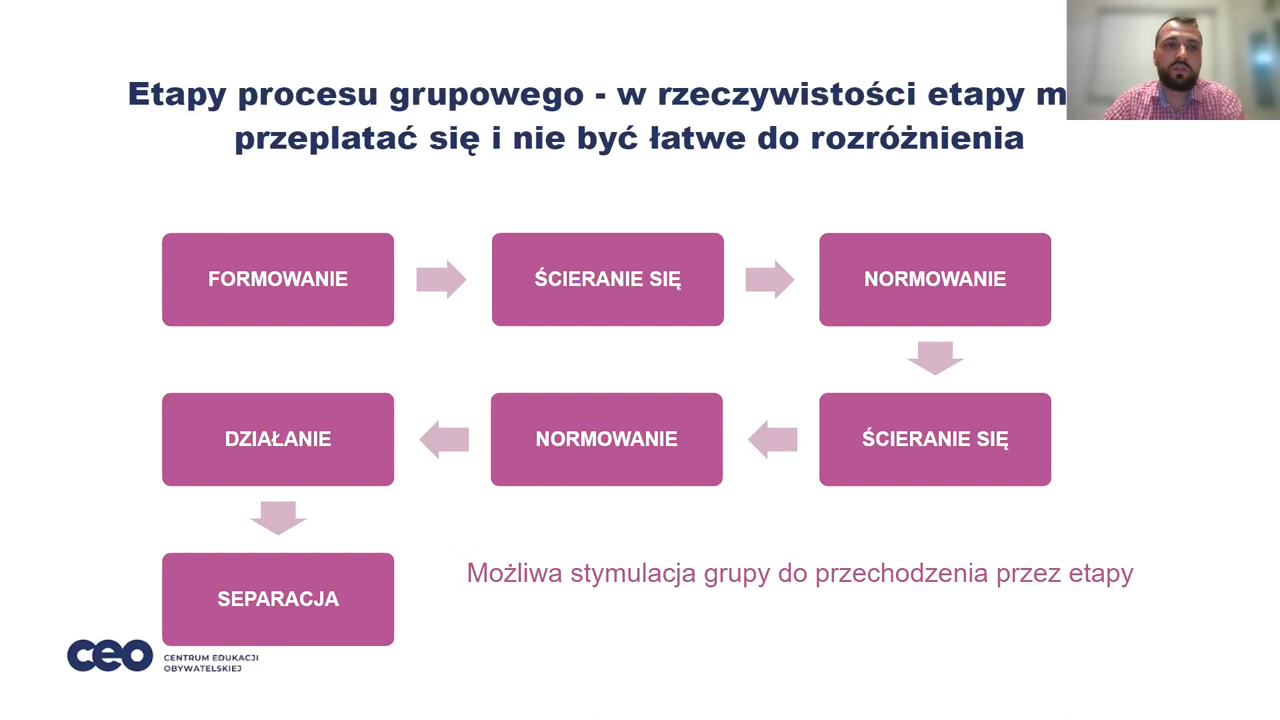 Etapy procesu grupowego - w rzeczywistości etapy
przeplatać się i nie być łatwe do rozróżnienia
FORMOWANIE
ŚCIERANIE SIĘ
NORMOWANIE
DZIAŁANIE
NORMOWANIE
ŚCIERANIE SIĘ
SEPARACJA
Możliwa stymulacja grupy do przechodzenia przez etapy
ceo
CENTRUM EDUKACJI
OBYWATELSKIEJ